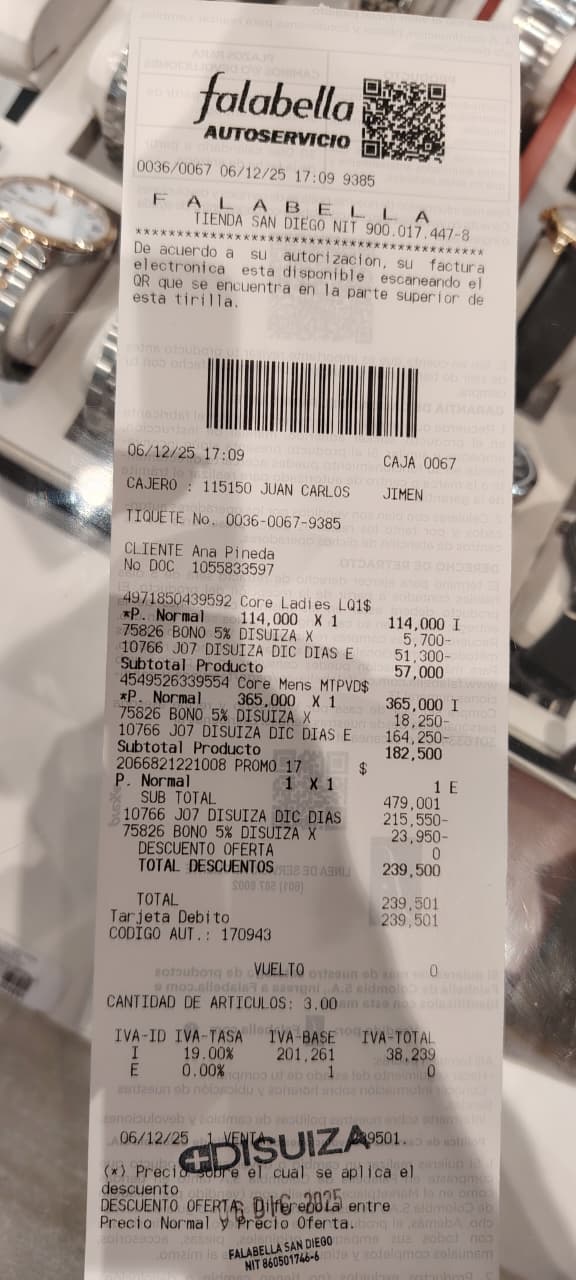 falabella
AUTOSERVICIO
0036/0067 06/12/25 17:09 9385
F A L A B E L L A
TIENDA SAN DIEGO NIT 900.017.447-8
******************************************
De acuerdo a su autorizacion, su factura
electronica esta disponible escaneando el
QR que se encuentra en la parte superior de
esta tirilla.
06/12/25 17:09 CAJA 0067
CAJERO : 115150 JUAN CARLOS JIMEN
TIQUETE No. 0036-0067-9385
CLIENTE Ana Pineda
No DOC 1055833597
4971850439592 Core Ladies LQ1$
*P. Normal 114,000 X 1 114,000 I
75826 BONO 5% DISUIZA X 5,700-
10766 J07 DISUIZA DIC DIAS E 51,300-
Subtotal Producto 57,000
4549526339554 Core Mens MTPVD$
*P. Normal 365,000 X 1 365,000 I
75826 BONO 5% DISUIZA X 18,250-
10766 J07 DISUIZA DIC DIAS E 164,250-
Subtotal Producto 182,500
2066821221008 PROMO 17 $
P. Normal 1 X 1 1 E
SUB TOTAL 479,001
10766 J07 DISUIZA DIC DIAS 215,550-
75826 BONO 5% DISUIZA X 23,950-
DESCUENTO OFERTA 0
TOTAL DESCUENTOS 239,500
TOTAL 239,501
Tarjeta Debito 239,501
CODIGO AUT.: 170943
VUELTO 0
CANTIDAD DE ARTICULOS: 3.00
IVA-ID IVA-TASA IVA-BASE IVA-TOTAL
I 19.00% 201,261 38,239
E 0.00% 1 0
06/12/25 1 VENTA 239501.
DISUIZA
(*) Precio sobre el cual se aplica el
descuento
DESCUENTO OFERTA: Diferencia entre
Precio Normal y Precio Oferta.
6 DIC 2025
FALABELLA SAN DIEGO
NIT 860501746-6